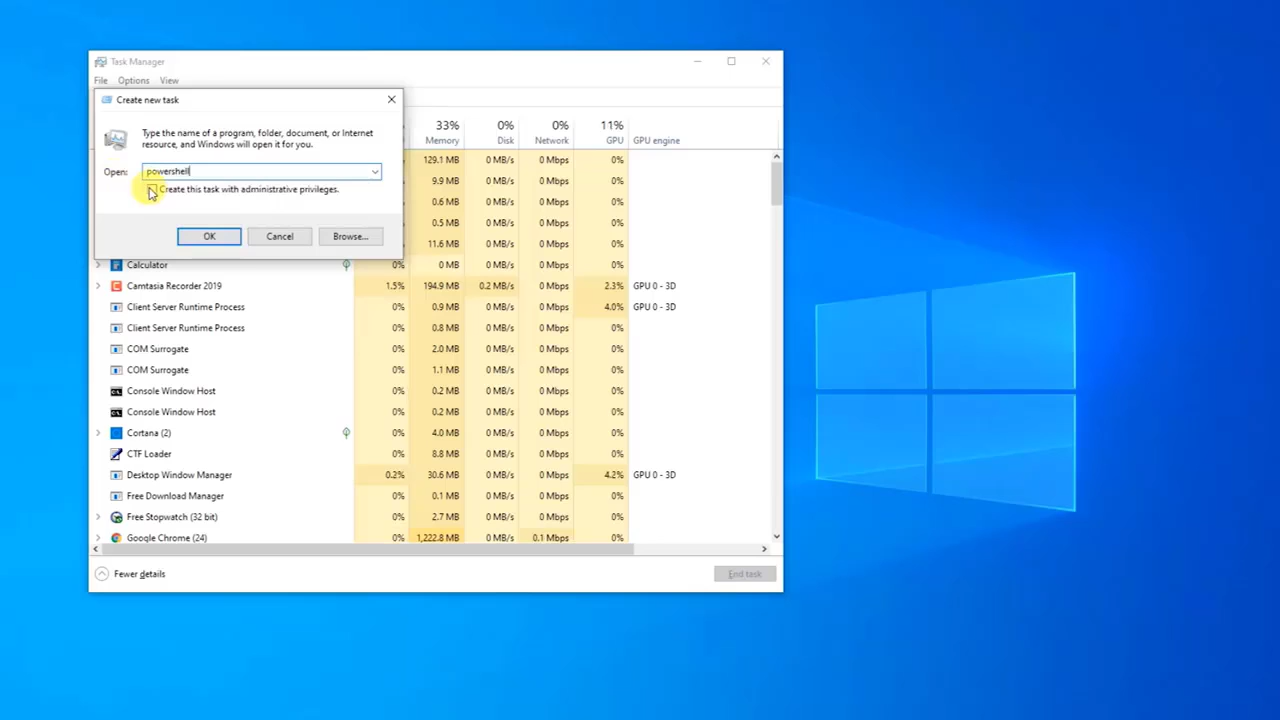 Task Manager
File Options View
Create new task
Type the name of a program, folder, document, or Internet
resource, and Windows will open it for you.
Open: powershell
Create this task with administrative privileges.
OK Cancel Browse...
33% 0% 0% 11%
Memory Disk Network GPU GPU engine
129.1 MB 0 MB/s 0 Mbps 0%
9.9 MB 0 MB/s 0 Mbps 0%
0.6 MB 0 MB/s 0 Mbps 0%
0.5 MB 0 MB/s 0 Mbps 0%
11.6 MB 0 MB/s 0 Mbps 0%
Calculator 0% 0 MB 0 MB/s 0 Mbps 0%
Camtasia Recorder 2019 1.5% 194.9 MB 0.2 MB/s 0 Mbps 2.3% GPU 0 - 3D
Client Server Runtime Process 0% 0.9 MB 0 MB/s 0 Mbps 4.0% GPU 0 - 3D
Client Server Runtime Process 0% 0.8 MB 0 MB/s 0 Mbps 0%
COM Surrogate 0% 2.0 MB 0 MB/s 0 Mbps 0%
COM Surrogate 0% 1.1 MB 0 MB/s 0 Mbps 0%
Console Window Host 0% 0.2 MB 0 MB/s 0 Mbps 0%
Console Window Host 0% 0.2 MB 0 MB/s 0 Mbps 0%
Cortana (2) 0% 4.0 MB 0 MB/s 0 Mbps 0%
CTF Loader 0% 8.8 MB 0 MB/s 0 Mbps 0%
Desktop Window Manager 0.2% 30.6 MB 0 MB/s 0 Mbps 4.2% GPU 0 - 3D
Free Download Manager 0% 0.1 MB 0 MB/s 0 Mbps 0%
Free Stopwatch (32 bit) 0% 2.7 MB 0 MB/s 0 Mbps 0%
Google Chrome (24) 0% 1,222.8 MB 0 MB/s 0.1 Mbps 0%
Fewer details End task